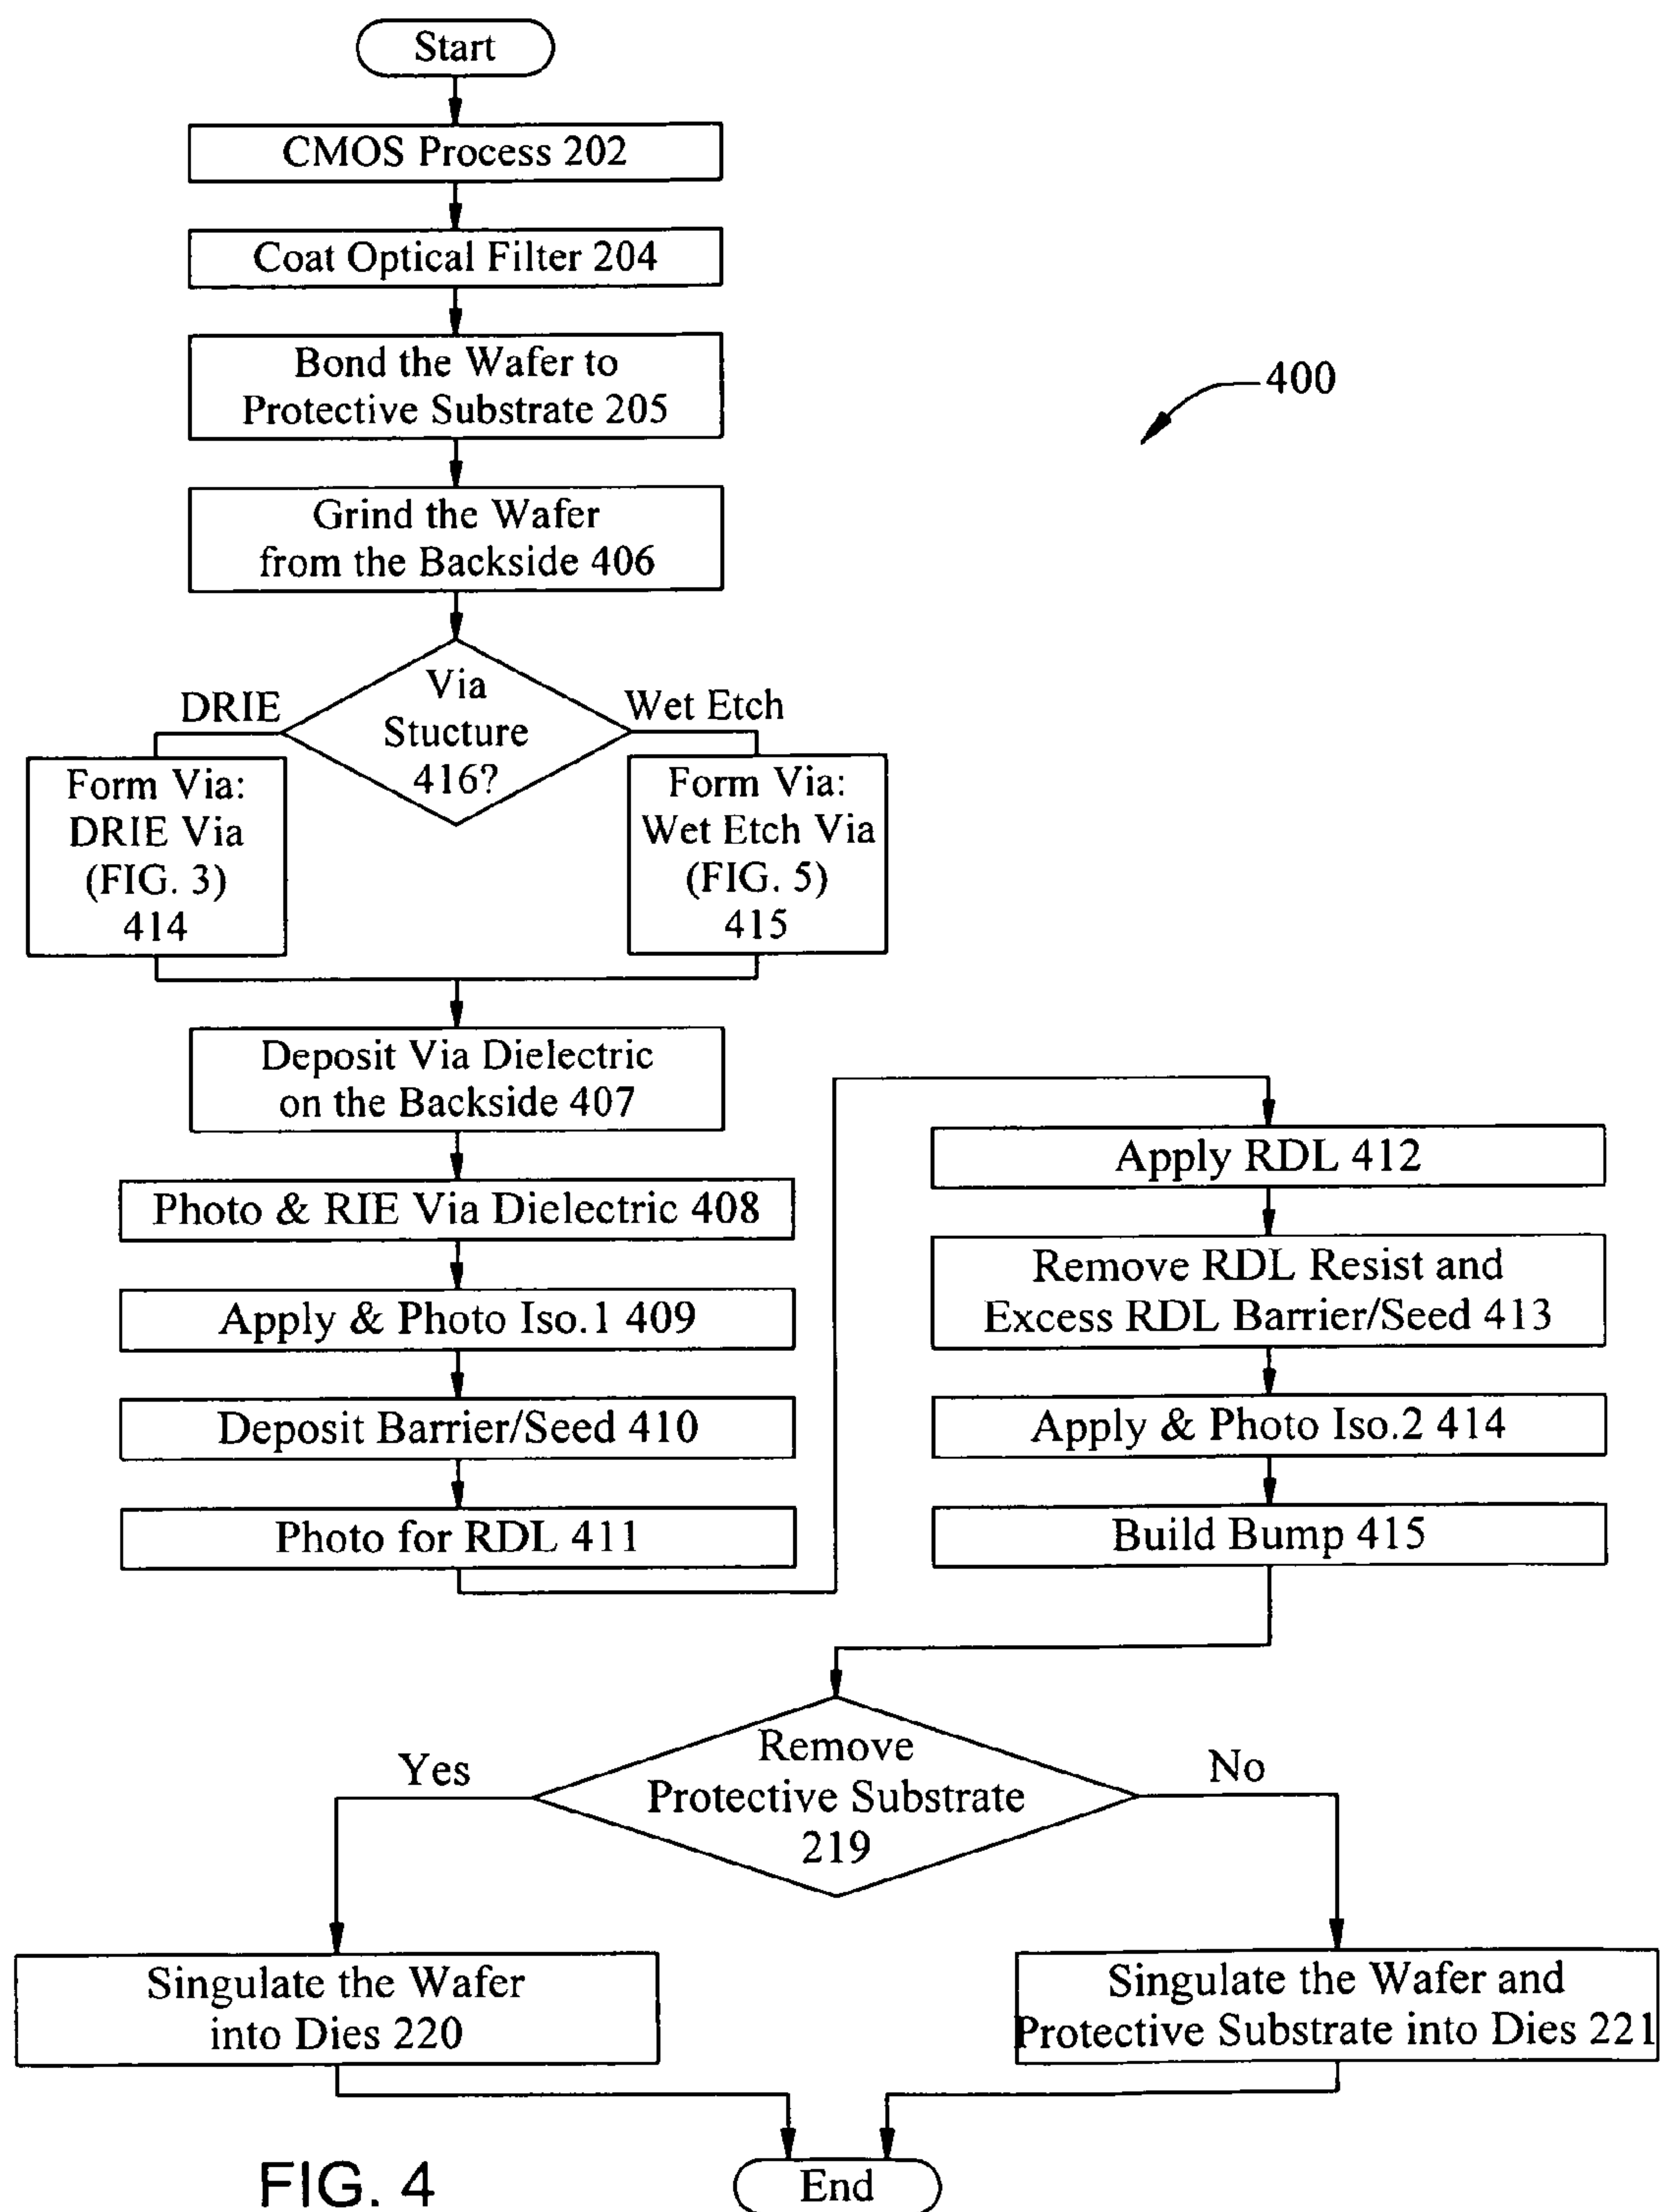 Start
CMOS Process 202
Coat Optical Filter 204
Bond the Wafer to
Protective Substrate 205
400
Grind the Wafer
from the Backside 406
Via
Stucture
416?
DRIE
Wet Etch
Form Via:
DRIE Via
(FIG. 3)
414
Form Via:
Wet Etch Via
(FIG. 5)
415
Deposit Via Dielectric
on the Backside 407
Photo & RIE Via Dielectric 408
Apply & Photo Iso.1 409
Deposit Barrier/Seed 410
Photo for RDL 411
Apply RDL 412
Remove RDL Resist and
Excess RDL Barrier/Seed 413
Apply & Photo Iso.2 414
Build Bump 415
Remove
Protective Substrate
219
Yes
No
Singulate the Wafer
into Dies 220
Singulate the Wafer and
Protective Substrate into Dies 221
End
FIG. 4